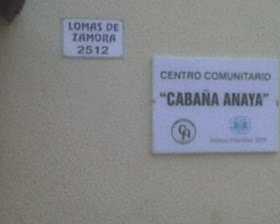 LOMAS DE
ZAMORA
2512
CENTRO COMUNITARIO
"CABAÑA ANAYA"